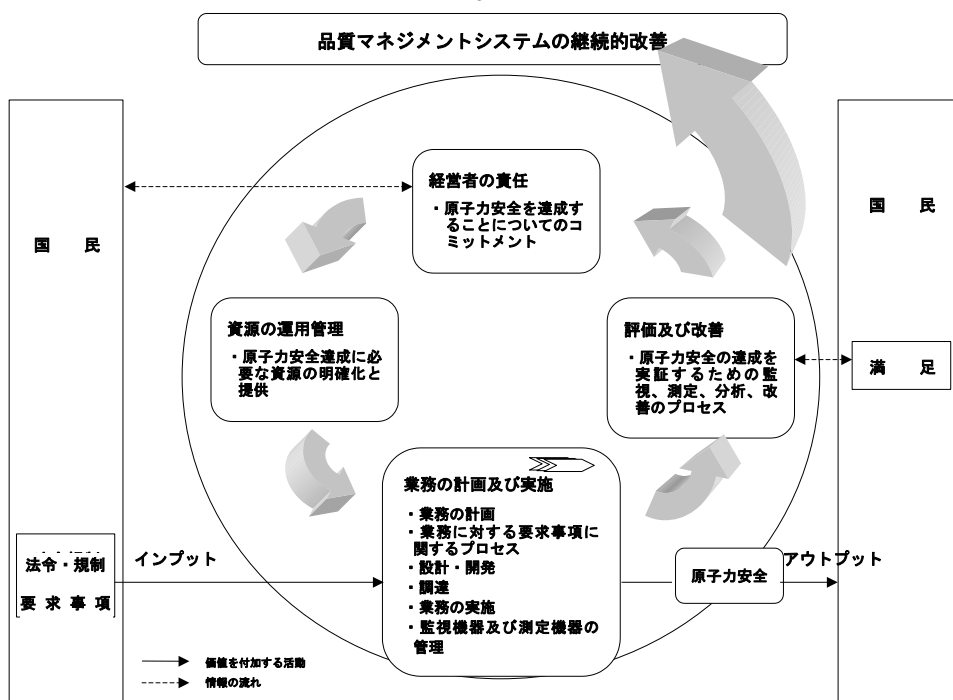 品質マネジメントシステムの継続的改善
経営者の責任
・原子力安全を達成す
ることについてのコ
ミットメント
国　民
国　民
資源の運用管理
・原子力安全達成に必
要な資源の明確化と
提供
評価及び改善
・原子力安全の達成を
実証するための監
視、測定、分析、改
善のプロセス
満　足
業務の計画及び実施
・業務の計画
・業務に対する要求事項に
関するプロセス
・設計・開発
・調達
・業務の実施
・監視機器及び測定機器の
管理
法令・規制
要求事項
インプット
原子力安全
アウトプット
価値を付加する活動
情報の流れ